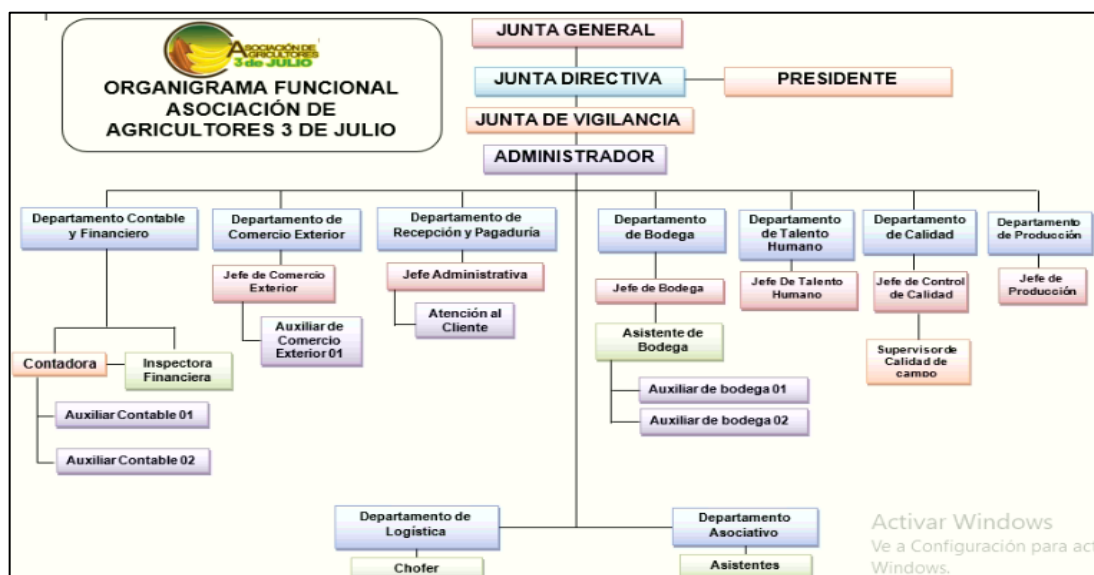 ASOCIACIÓN DE
AGRICULTORES
3 de JULIO
ORGANIGRAMA FUNCIONAL
ASOCIACIÓN DE
AGRICULTORES 3 DE JULIO
JUNTA GENERAL
JUNTA DIRECTIVA
PRESIDENTE
JUNTA DE VIGILANCIA
ADMINISTRADOR
Departamento Contable
y Financiero
Contadora
Inspectora
Financiera
Auxiliar Contable 01
Auxiliar Contable 02
Departamento de
Comercio Exterior
Jefe de Comercio
Exterior
Auxiliar de
Comercio
Exterior 01
Departamento de
Recepción y Pagaduría
Jefe Administrativa
Atención al
Cliente
Departamento
de Bodega
Jefe de Bodega
Asistente de
Bodega
Auxiliar de bodega 01
Auxiliar de bodega 02
Departamento
de Talento
Humano
Jefe De Talento
Humano
Departamento
de Calidad
Jefe de Control
de Calidad
Supervisor de
Calidad de
campo
Departamento
de Producción
Jefe de
Producción
Departamento de
Logística
Chofer
Departamento
Asociativo
Asistentes
Activar Windows
Ve a Configuración para act
Windows.